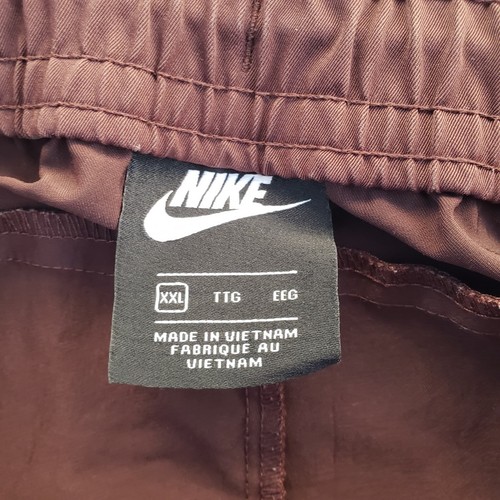 NIKE
XXL TTG EEG
MADE IN VIETNAM
FABRIQUE AU
VIETNAM